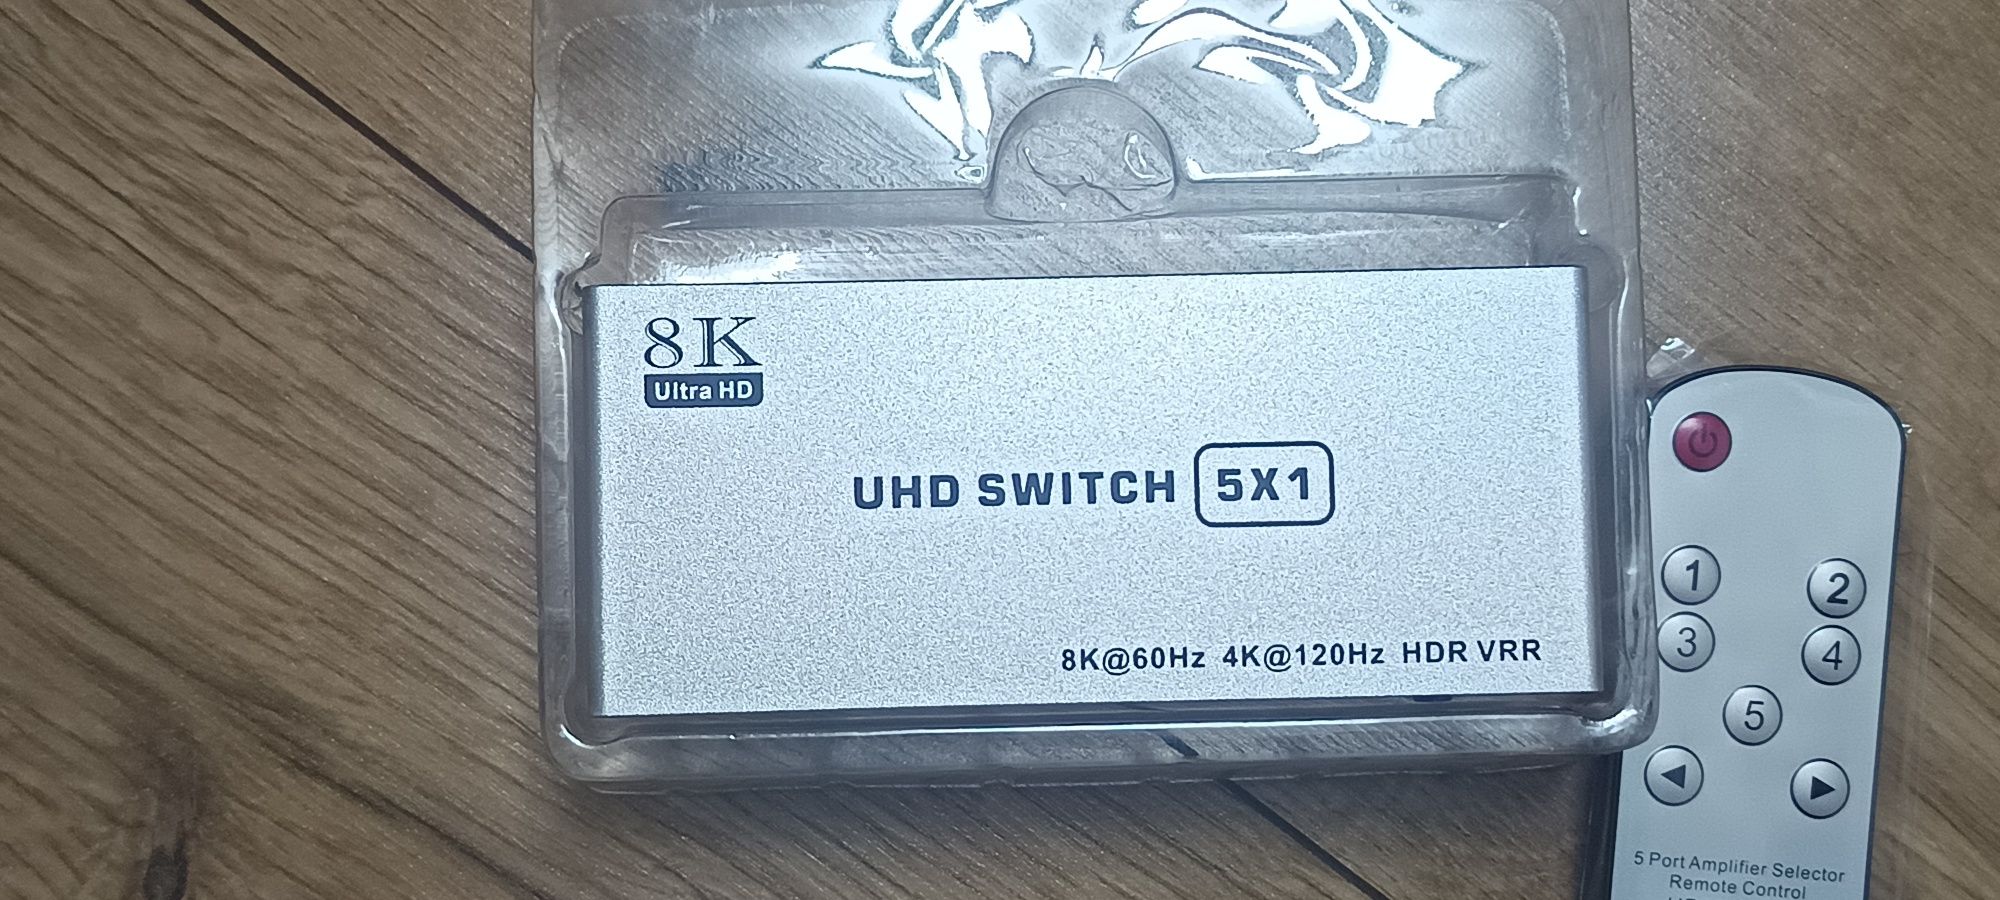 8K
Ultra HD
UHD SWITCH 5X1
8K@60Hz 4K@120Hz HDR VRR
1 2
3 4
5
5 Port Amplifier Selector
Remote Control